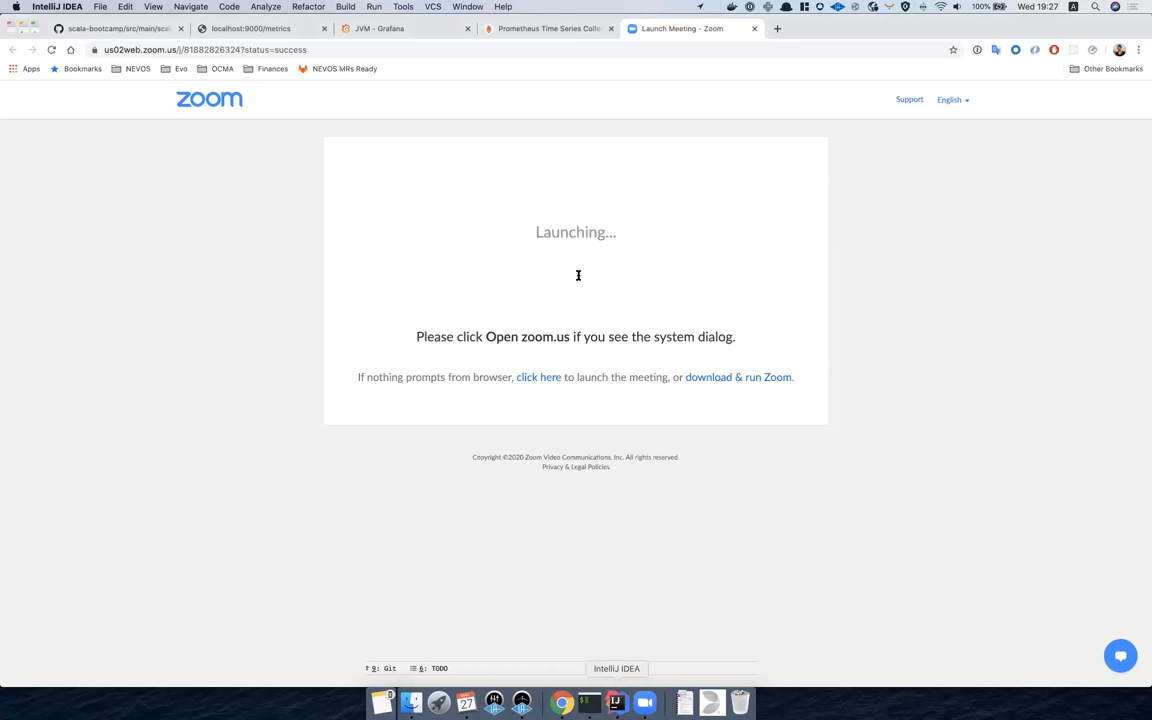 IntelliJ IDEA File Edit View Navigate Code Analyze Refactor Build Run Tools VCS Window Help 100% Wed 19:27 A
scala-bootcamp/src/main/scal localhost:9000/metrics JVM - Grafana Prometheus Time Series Colle Launch Meeting - Zoom
us02web.zoom.us/j/81882826324?status=success
Apps Bookmarks NEVOS Evo OCMA Finances NEVOS MRs Ready Other Bookmarks
zoom Support English
Launching...
Please click Open zoom.us if you see the system dialog.
If nothing prompts from browser, click here to launch the meeting, or download & run Zoom.
Copyright ©2020 Zoom Video Communications, Inc. All rights reserved.
Privacy & Legal Policies
9: Git 6: TODO IntelliJ IDEA
27
IJ